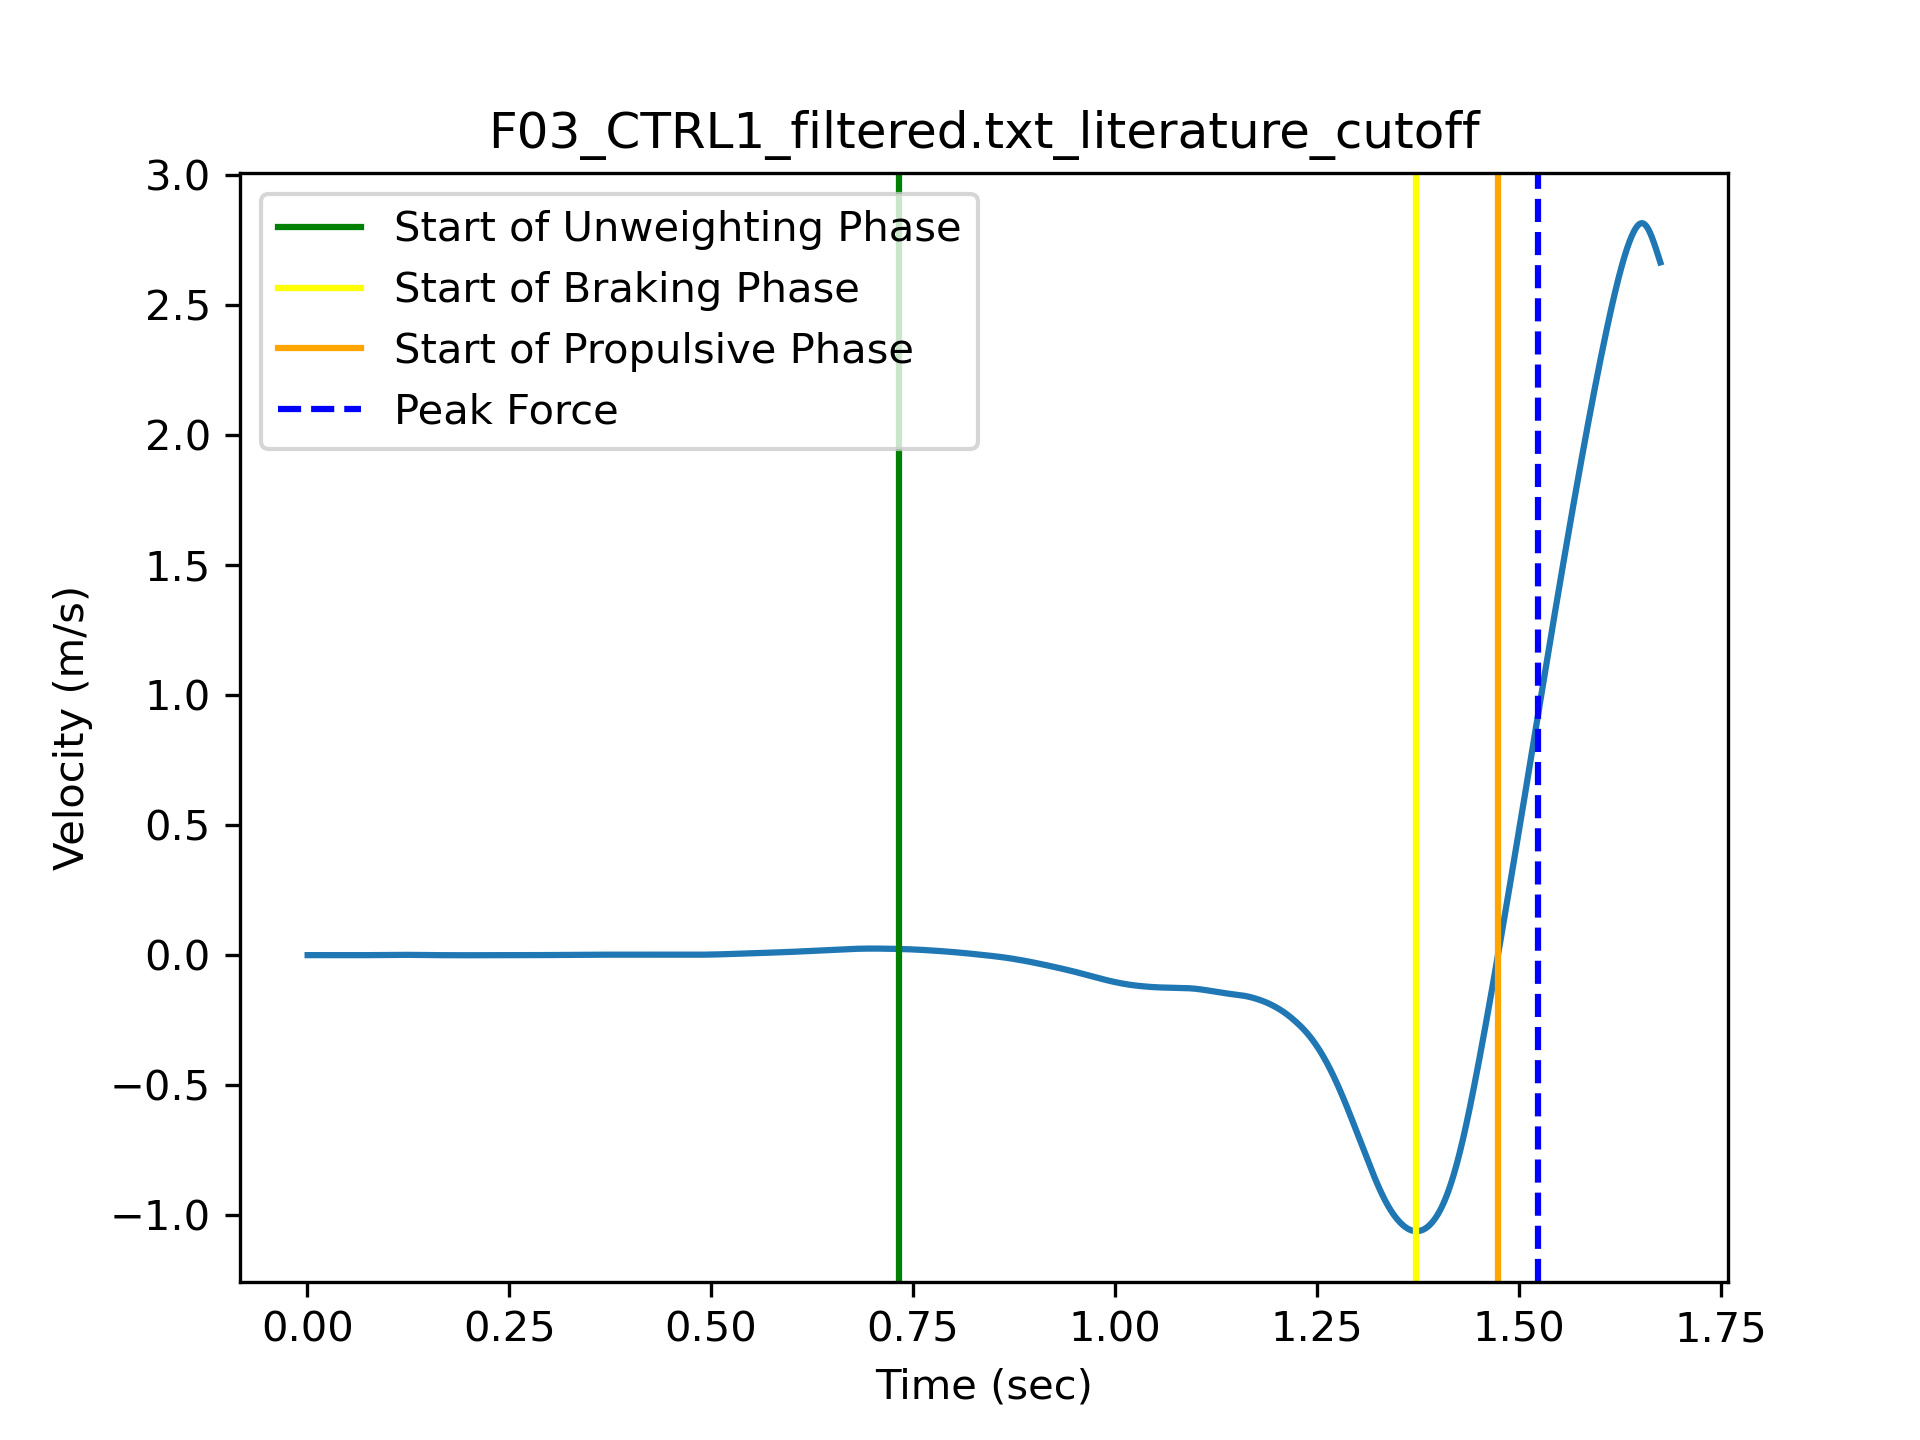 F03_CTRL1_filtered.txt_literature_cutoff
3.0
2.5
2.0
1.5
1.0
0.5
0.0
−0.5
−1.0
Velocity (m/s)
Start of Unweighting Phase
Start of Braking Phase
Start of Propulsive Phase
Peak Force
0.00 0.25 0.50 0.75 1.00 1.25 1.50 1.75
Time (sec)